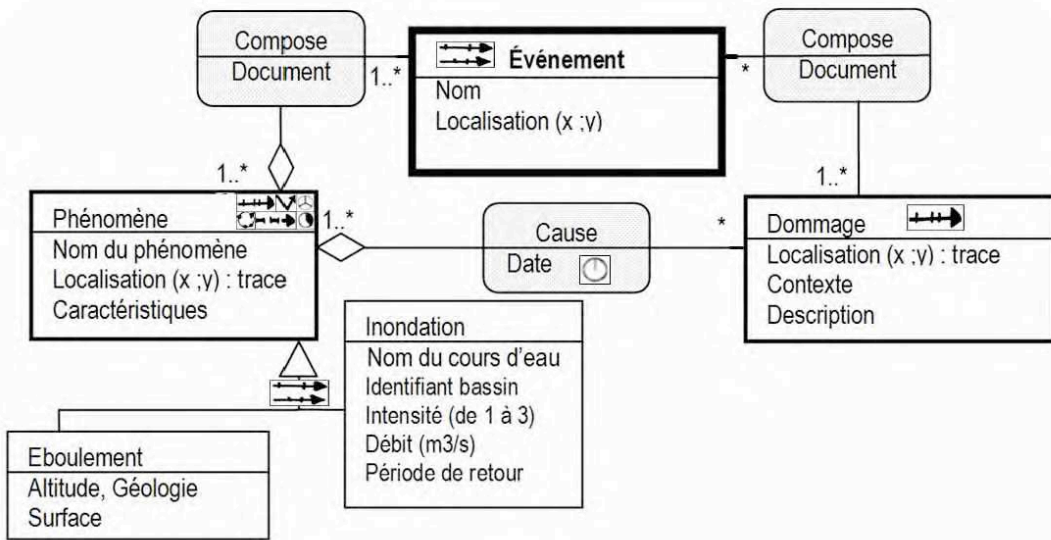 Compose
Document
1..*
Événement
Nom
Localisation (x ;y)
*
Compose
Document
1..*
1..*
Phénomène
Nom du phénomène
Localisation (x ;y) : trace
Caractéristiques
1..*
Cause
Date
*
Dommage
Localisation (x ;y) : trace
Contexte
Description
Inondation
Nom du cours d'eau
Identifiant bassin
Intensité (de 1 à 3)
Débit (m3/s)
Période de retour
Eboulement
Altitude, Géologie
Surface